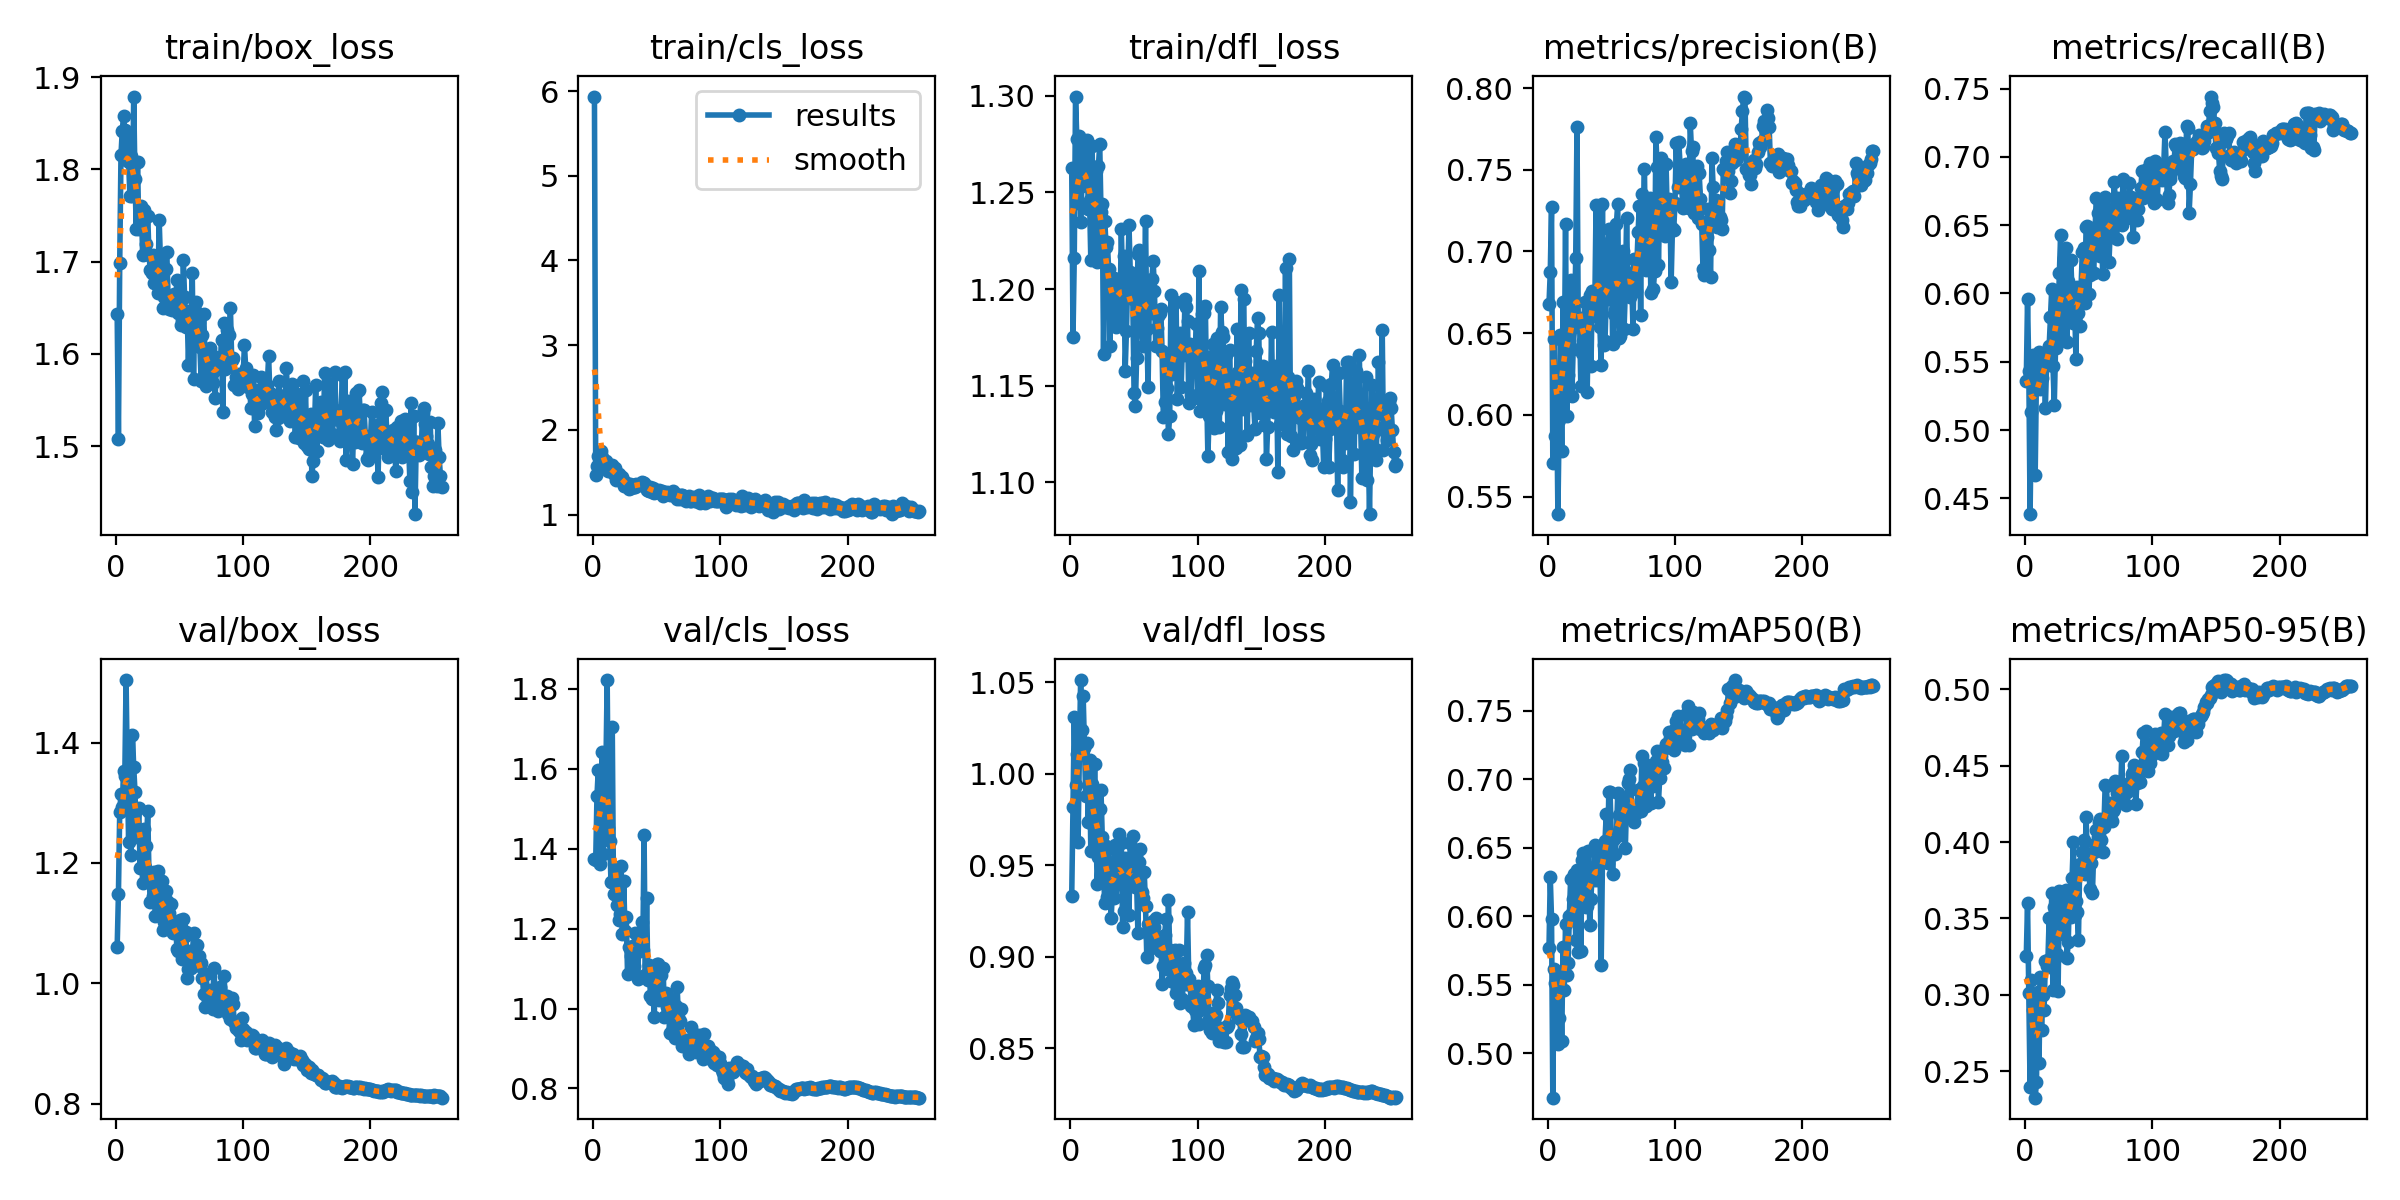 train/box_loss
1.9
1.8
1.7
1.6
1.5
0 100 200
train/cls_loss
6
5
4
3
2
1
results
smooth
0 100 200
train/dfl_loss
1.30
1.25
1.20
1.15
1.10
0 100 200
metrics/precision(B)
0.80
0.75
0.70
0.65
0.60
0.55
0 100 200
metrics/recall(B)
0.75
0.70
0.65
0.60
0.55
0.50
0.45
0 100 200
val/box_loss
1.4
1.2
1.0
0.8
0 100 200
val/cls_loss
1.8
1.6
1.4
1.2
1.0
0.8
0 100 200
val/dfl_loss
1.05
1.00
0.95
0.90
0.85
0 100 200
metrics/mAP50(B)
0.75
0.70
0.65
0.60
0.55
0.50
0 100 200
metrics/mAP50-95(B)
0.50
0.45
0.40
0.35
0.30
0.25
0 100 200